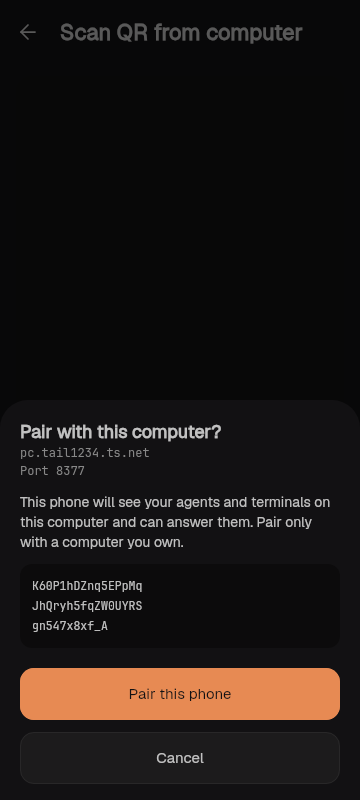 Scan QR from computer
Pair with this computer?
pc.tail1234.ts.net
Port 8377
This phone will see your agents and terminals on
this computer and can answer them. Pair only
with a computer you own.
K60P1hDZnq5EPpMq
JhQryh5fqZW0UYRS
gn547x8xf_A
Pair this phone
Cancel